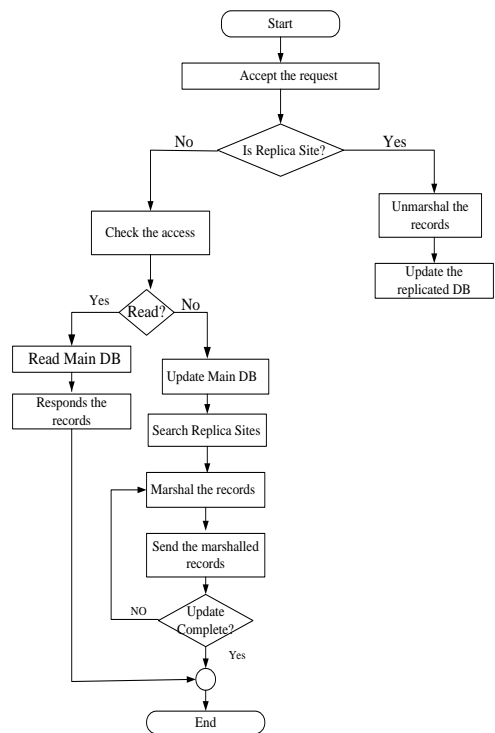 Start
Accept the request
Is Replica Site?
No
Yes
Unmarshal the
records
Update the
replicated DB
Check the access
Read?
Yes
No
Read Main DB
Responds the
records
Update Main DB
Search Replica Sites
Marshal the records
Send the marshalled
records
Update
Complete?
NO
Yes
End